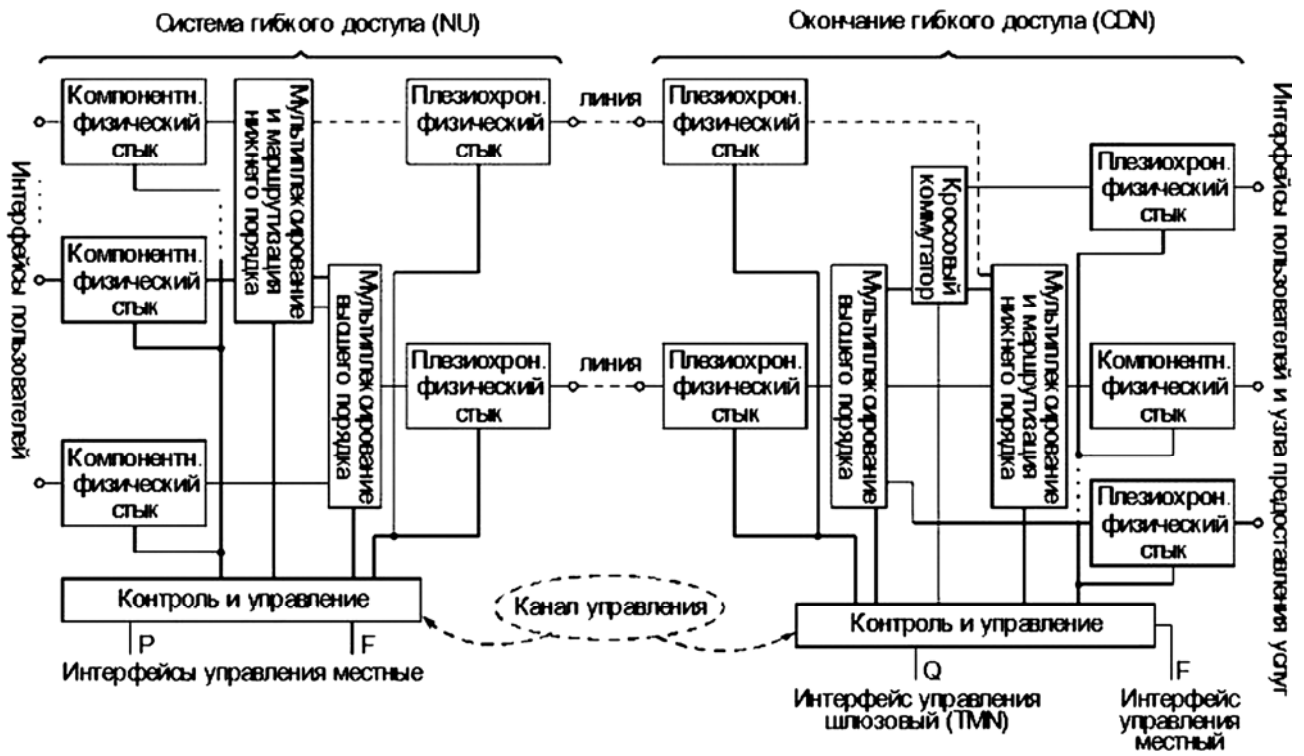 Система гибкого доступа (NU)
Окончание гибкого доступа (CDN)
Интерфейсы пользователей
Компонентн.
физический
стык
Компонентн.
физический
стык
Компонентн.
физический
стык
Мультиплексирование
и маршрутизация
нижнего порядка
Мультиплексирование
высшего порядка
Плезиохрон.
физический
стык
Плезиохрон.
физический
стык
линия
линия
Плезиохрон.
физический
стык
Плезиохрон.
физический
стык
Мультиплексирование
высшего порядка
Кроссовый
коммутатор
Мультиплексирование
и маршрутизация
нижнего порядка
Плезиохрон.
физический
стык
Компонентн.
физический
стык
Плезиохрон.
физический
стык
Интерфейсы пользователей и узла предоставления услуг
Контроль и управление
P
F
Интерфейсы управления местные
Канал управления
Контроль и управление
Q
F
Интерфейс управления
шлюзовый (TMN)
Интерфейс
управления
местный